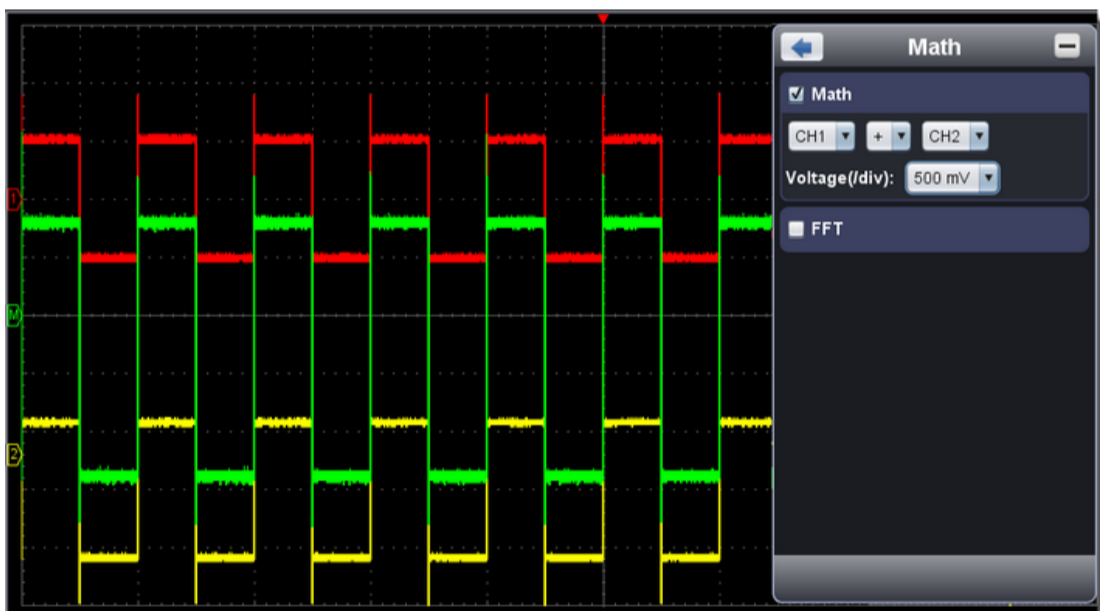 Math
Math
CH1 + CH2
Voltage(/div): 500 mV
FFT
1
M
2